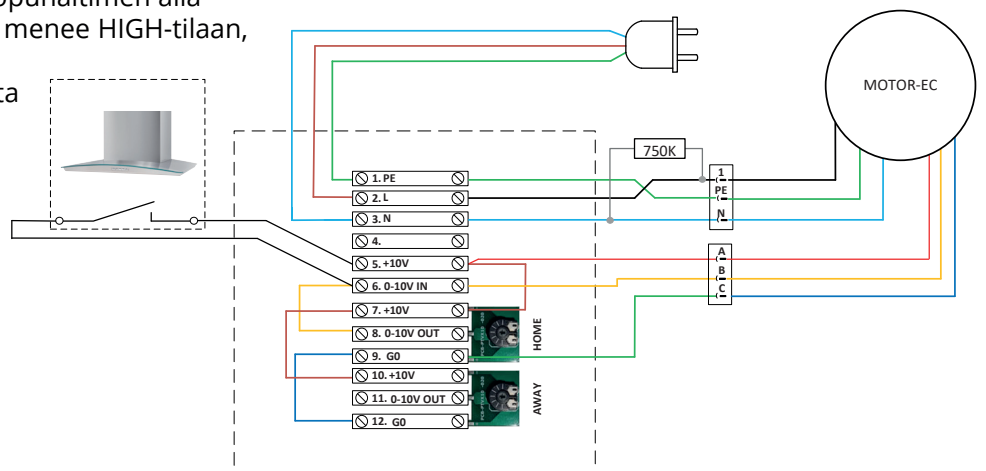 alla
menee HIGH-tilaan,
MOTOR-EC
750K
1
PE
N
A
B
C
1. PE
2. L
3. N
4.
5. +10V
6. 0-10V IN
7. +10V
8. 0-10V OUT
9. G0
10. +10V
11. 0-10V OUT
12. G0
HOME
AWAY